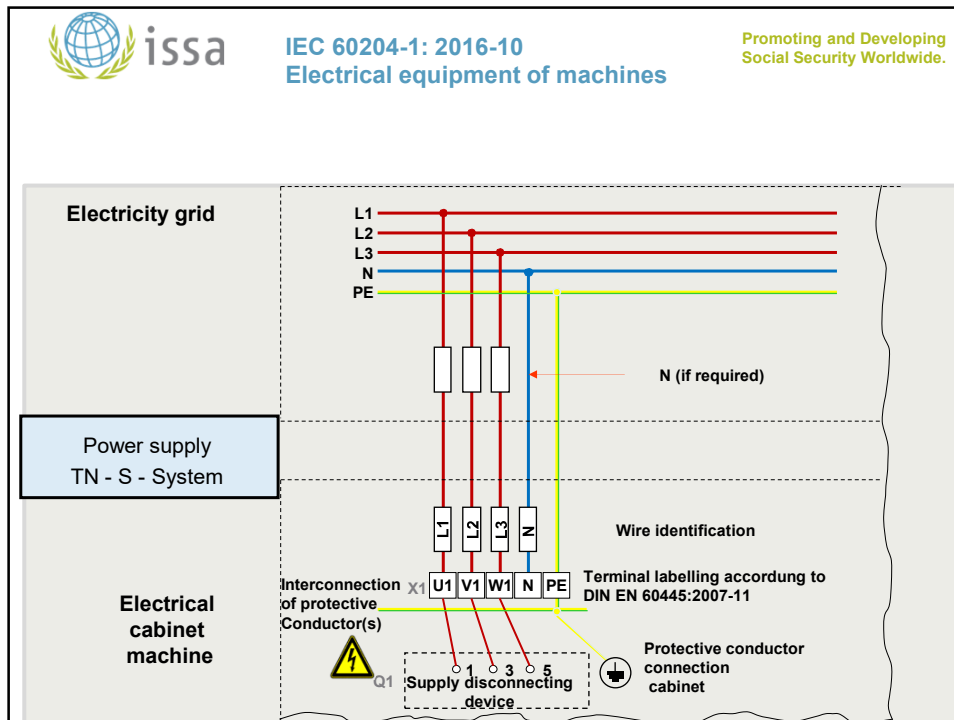 issa
IEC 60204-1: 2016-10
Electrical equipment of machines
Promoting and Developing
Social Security Worldwide.
Electricity grid
L1
L2
L3
N
PE
N (if required)
Power supply
TN - S - System
L1
L2
L3
N
Wire identification
Interconnection
of protective
Conductor(s)
X1
U1
V1
W1
N
PE
Terminal labelling accordung to
DIN EN 60445:2007-11
Electrical
cabinet
machine
Q1
1
3
5
Supply disconnecting
device
Protective conductor
connection
cabinet